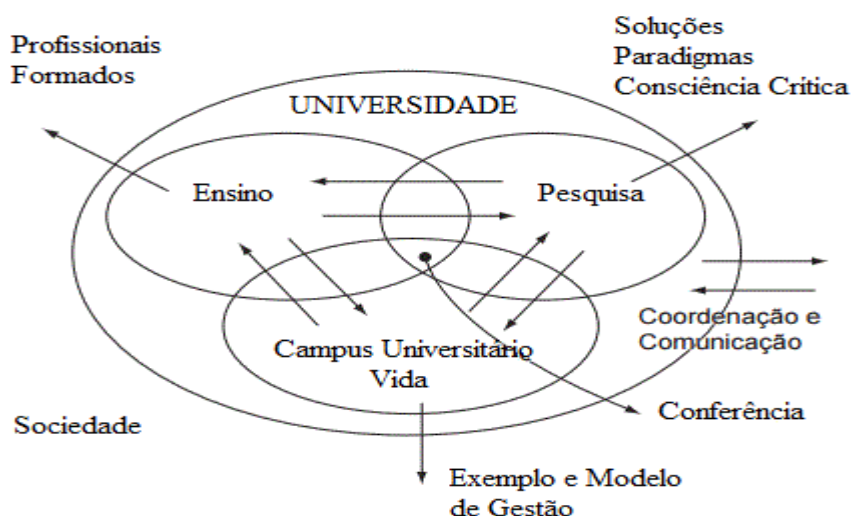 Profissionais
Formados
Soluções
Paradigmas
Consciência Crítica
UNIVERSIDADE
Ensino
Pesquisa
Coordenação e
Comunicação
Campus Universitário
Vida
Conferência
Sociedade
Exemplo e Modelo
de Gestão